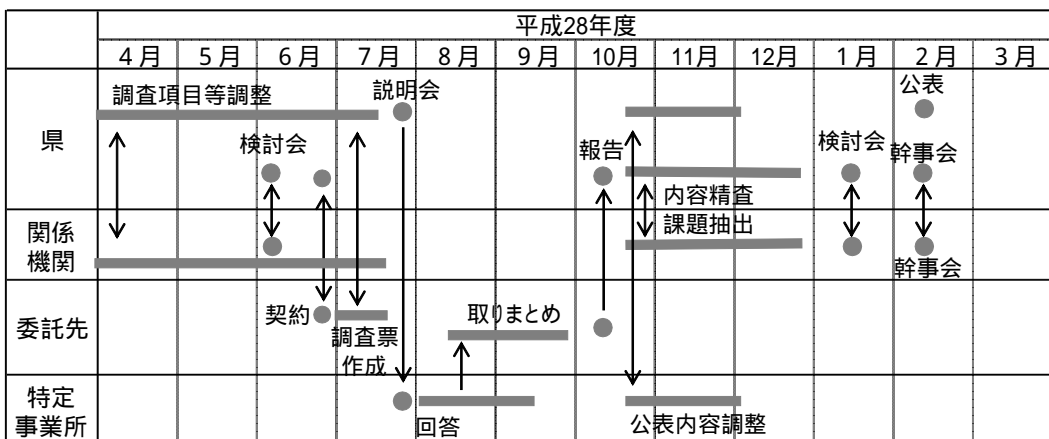 平成28年度
4月 5月 6月 7月 8月 9月 10月 11月 12月 1月 2月 3月
県
調査項目等調整
説明会
公表
検討会
報告
検討会
幹事会
内容精査
課題抽出
関係
機関
幹事会
委託先
契約
調査票
作成
取りまとめ
特定
事業所
回答
公表内容調整